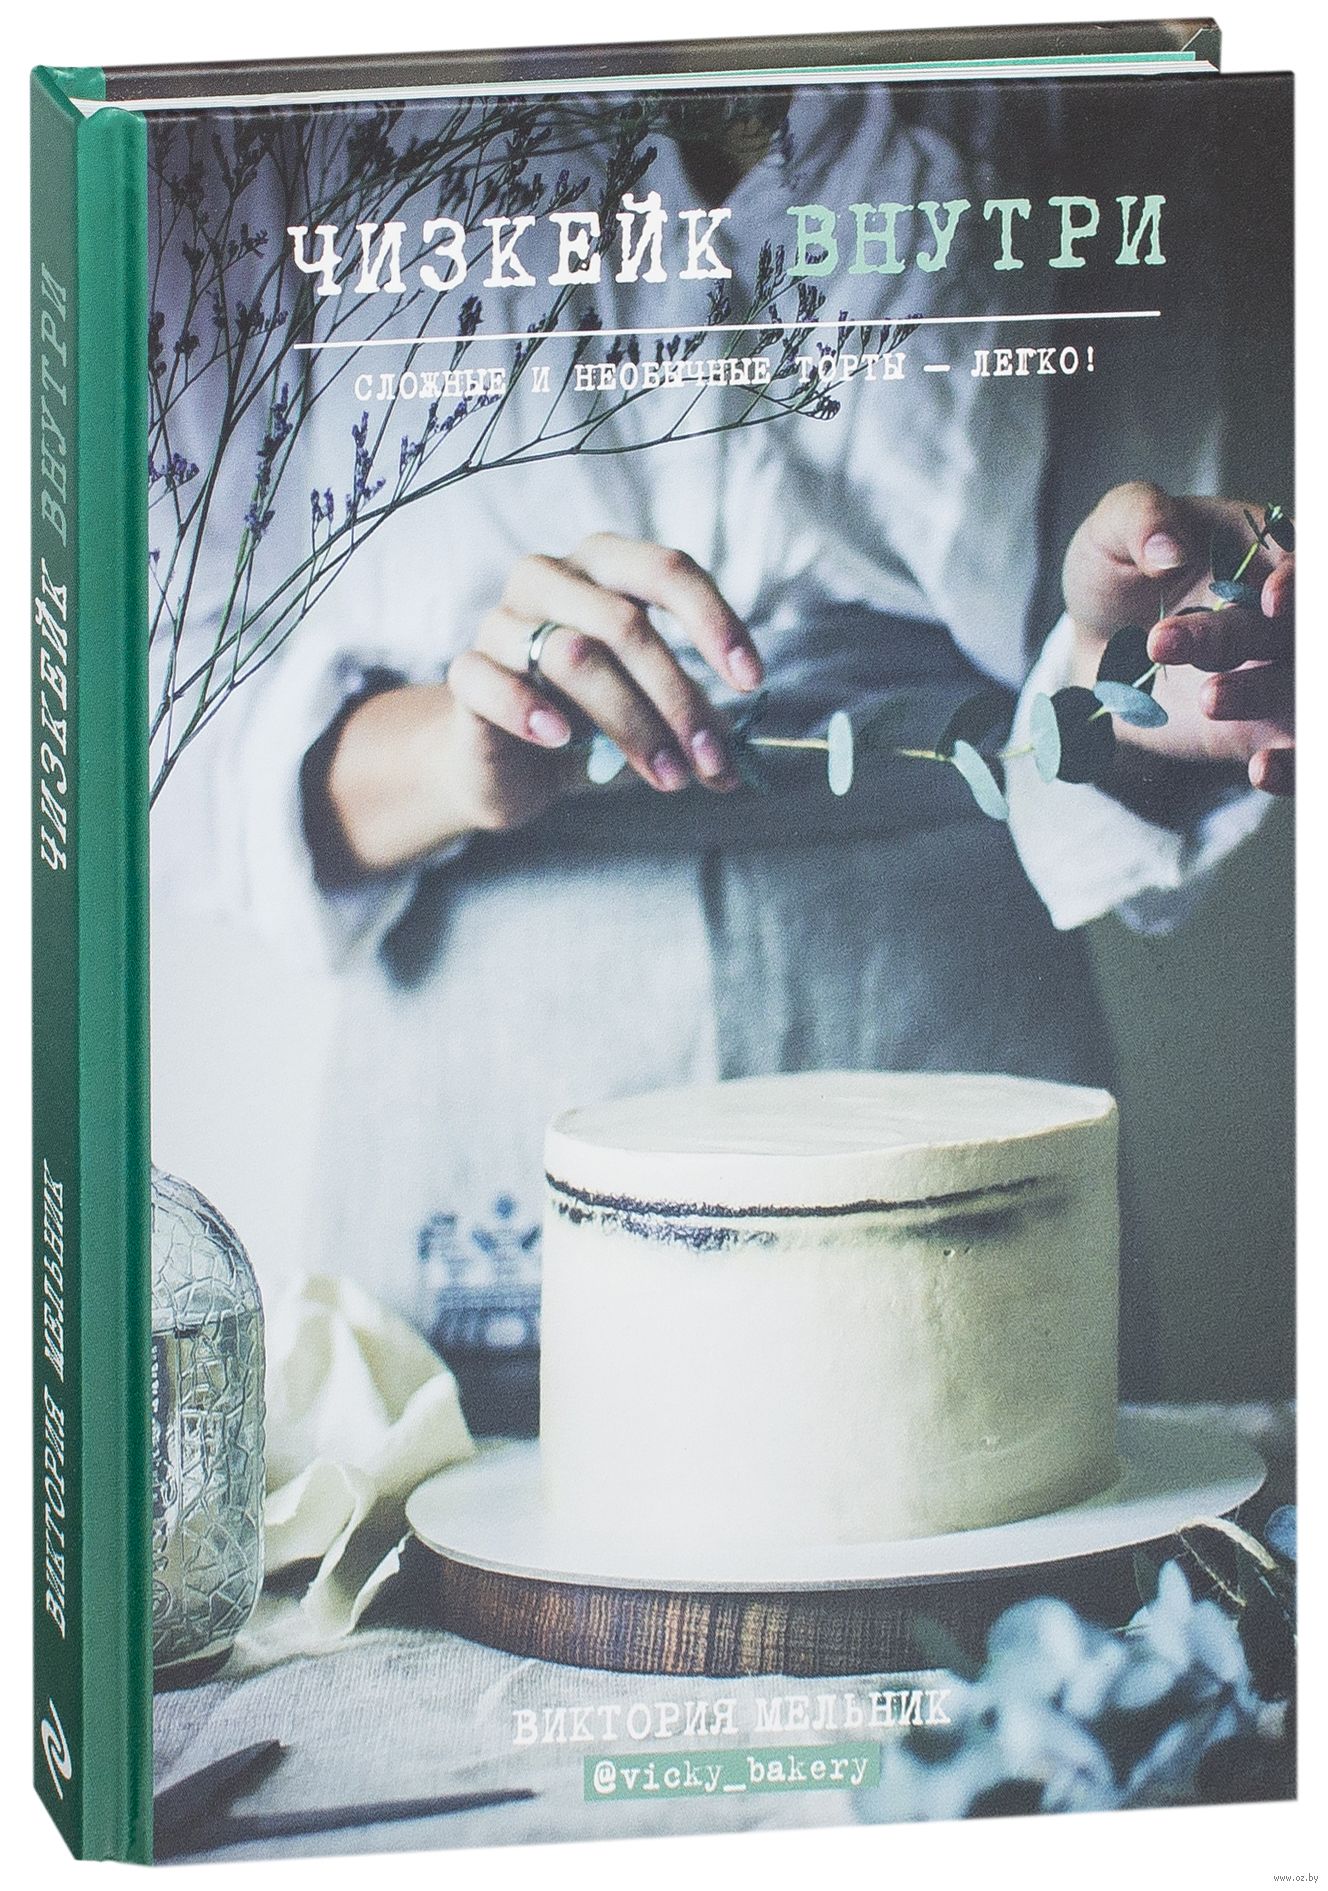 ЧИЗКЕЙК ВНУТРИ
СЛОЖНЫЕ И НЕОБЫЧНЫЕ ТОРТЫ — ЛЕГКО!
ВИКТОРИЯ МЕЛЬНИК
@vicky_bakery
ВИКТОРИЯ МЕЛЬНИК ЧИЗКЕЙК ВНУТРИ
www.oz.by